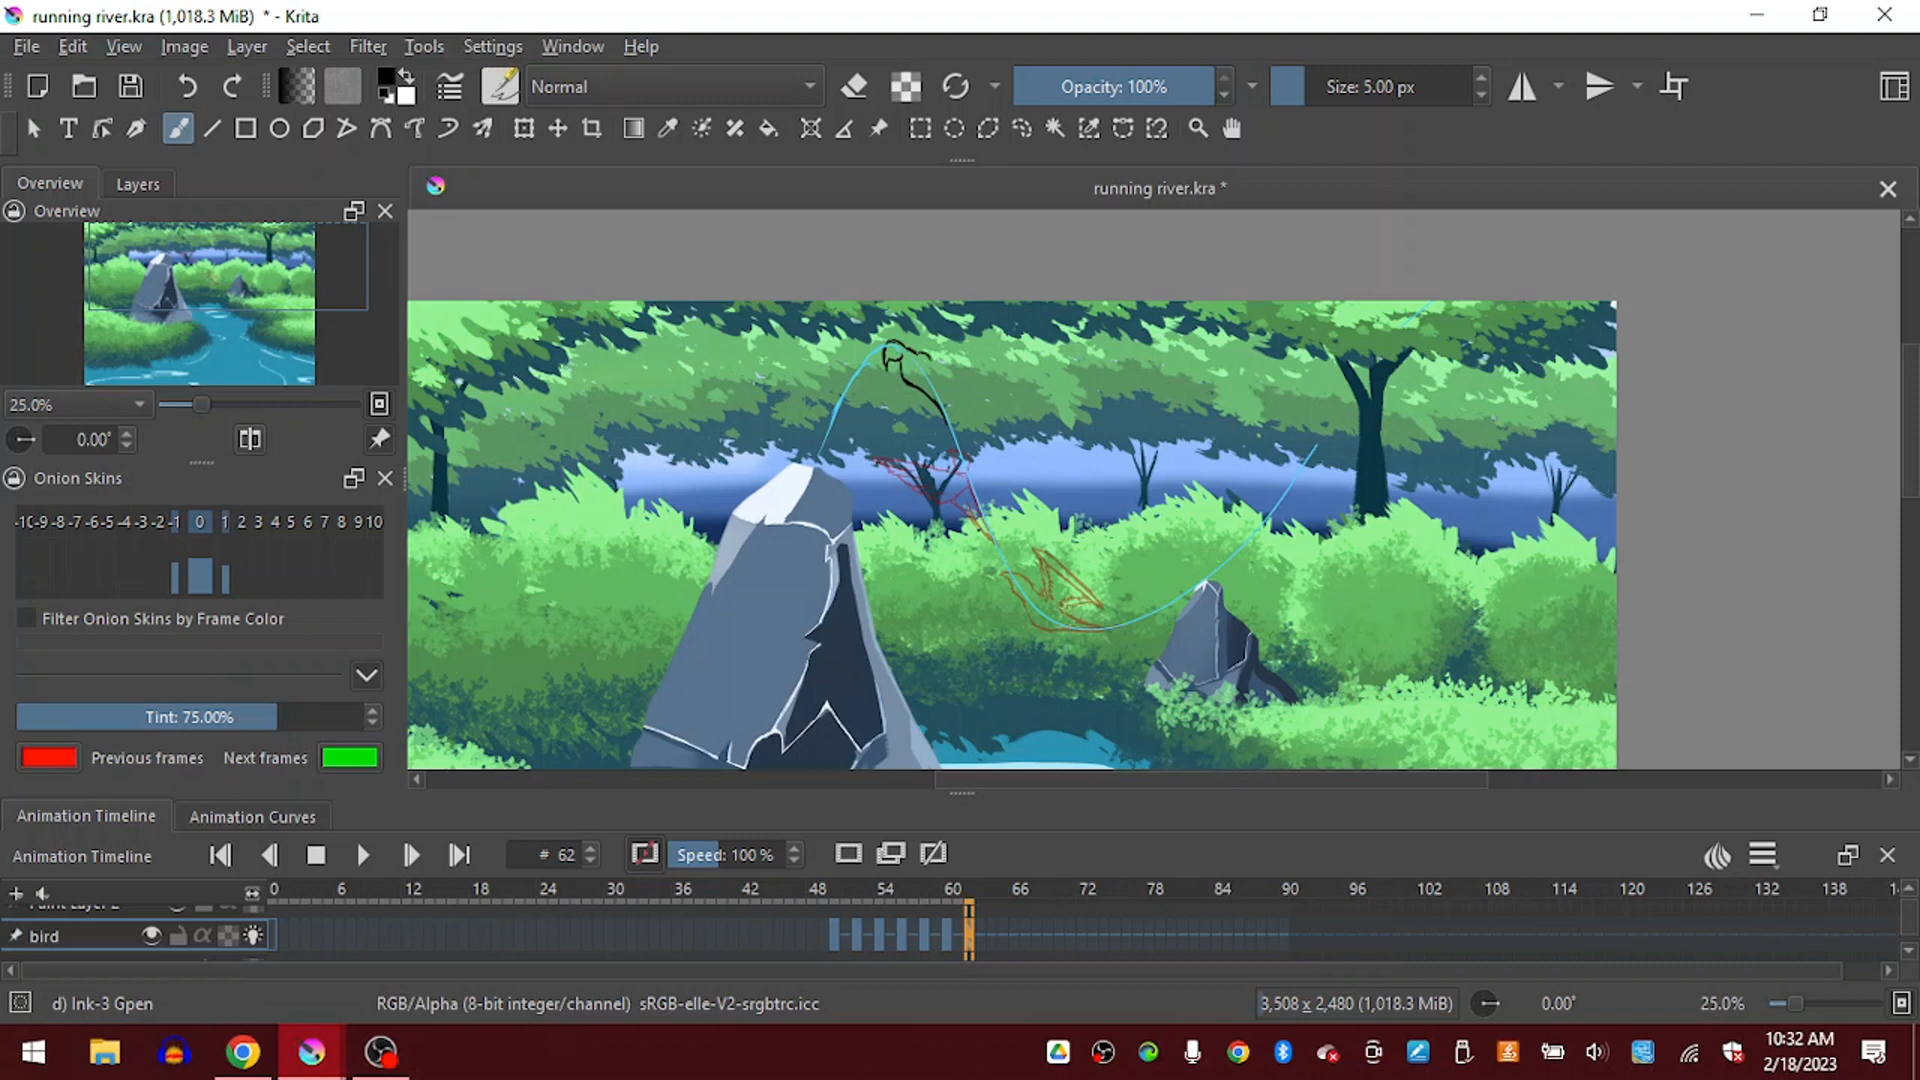 running river.kra (1,018.3 MiB) * - Krita
File Edit View Image Layer Select Filter Tools Settings Window Help
Normal Opacity: 100% Size: 5.00 px
Overview Layers
running river.kra *
Overview
25.0%
0.00°
Onion Skins
-9 -8 -7 -6 -5 -4 -3 -2 -1 0 1 2 3 4 5 6 7 8 9 10
Filter Onion Skins by Frame Color
Tint: 75.00%
Previous frames Next frames
Animation Timeline Animation Curves
Animation Timeline # 62 Speed: 100 %
0 6 12 18 24 30 36 42 48 54 60 66 72 78 84 90 96 102 108 114 120 126 132 138
bird
d) Ink-3 Gpen RGB/Alpha (8-bit integer/channel) sRGB-elle-V2-srgbtrc.icc 3,508 x 2,480 (1,018.3 MiB) 0.00° 25.0%
10:32 AM
2/18/2023